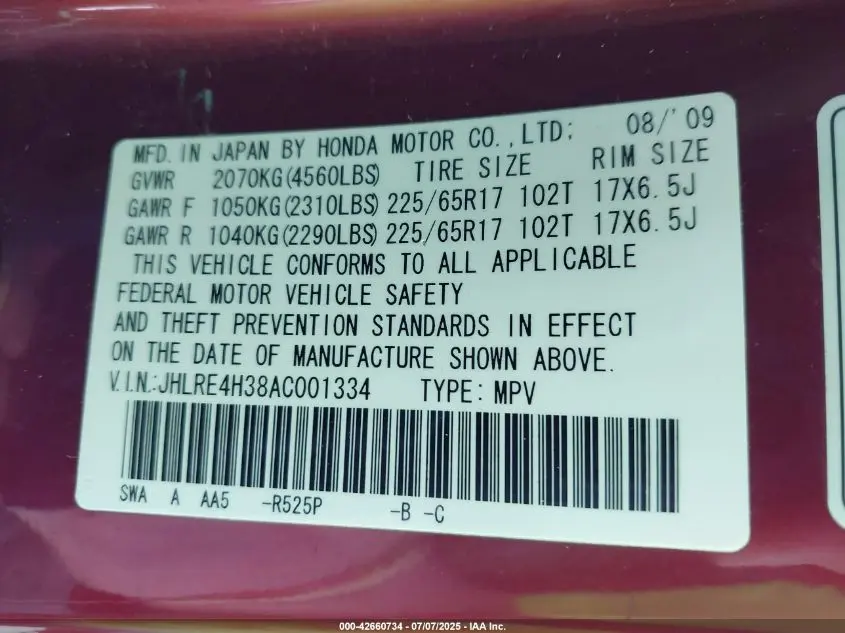 MFD. IN JAPAN BY HONDA MOTOR CO., LTD: 08/'09
GVWR 2070KG(4560LBS) TIRE SIZE RIM SIZE
GAWR F 1050KG(2310LBS) 225/65R17 102T 17X6.5J
GAWR R 1040KG(2290LBS) 225/65R17 102T 17X6.5J
THIS VEHICLE CONFORMS TO ALL APPLICABLE
FEDERAL MOTOR VEHICLE SAFETY
AND THEFT PREVENTION STANDARDS IN EFFECT
ON THE DATE OF MANUFACTURE SHOWN ABOVE.
V.I.N.:JHLRE4H38AC001334 TYPE: MPV
SWA A AA5 -R525P -B -C
000-42660734 / 07/07/2025 - IAA Inc.